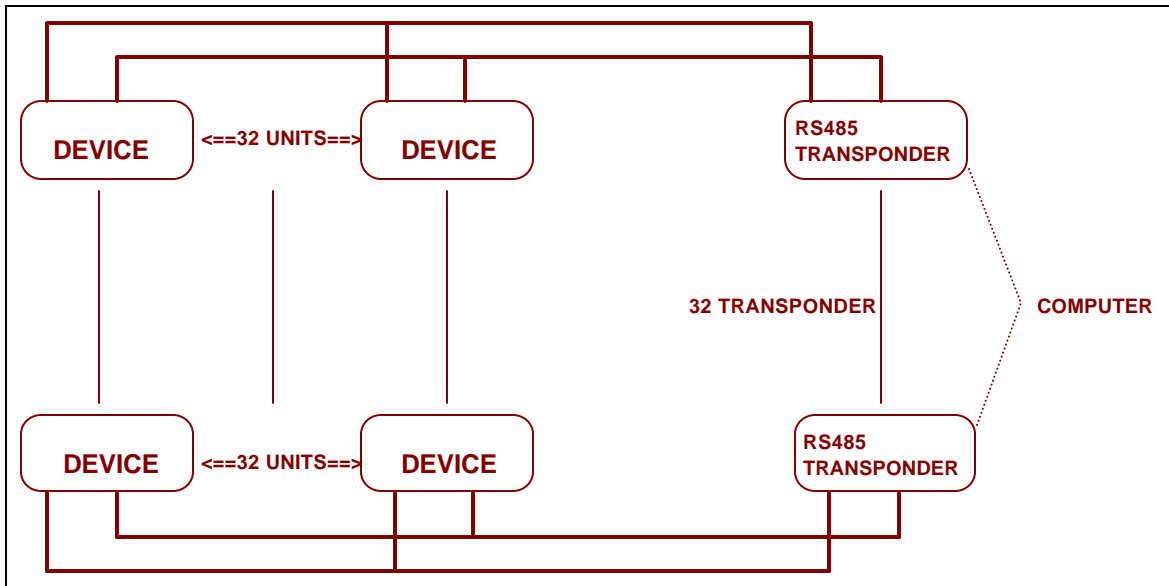 DEVICE
<==32 UNITS==>
DEVICE
RS485
TRANSPONDER
32 TRANSPONDER
COMPUTER
DEVICE
<==32 UNITS==>
DEVICE
RS485
TRANSPONDER